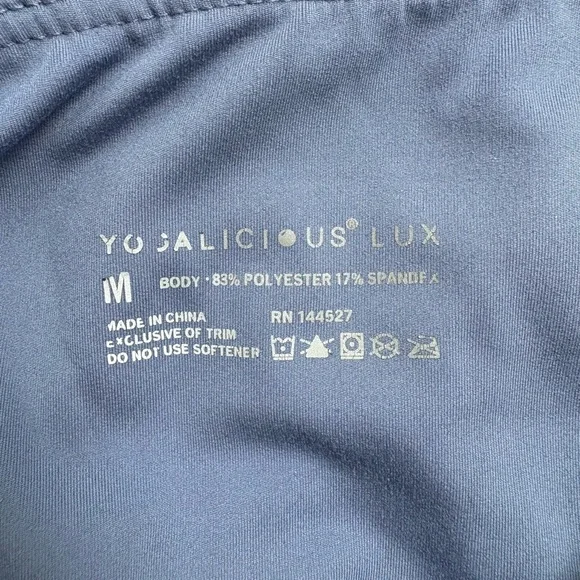 YOGALICIOUS® LUX
M BODY · 83% POLYESTER 17% SPANDEX
MADE IN CHINA RN 144527
EXCLUSIVE OF TRIM
DO NOT USE SOFTENER